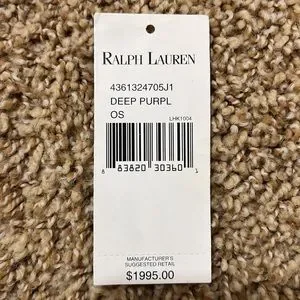 RALPH LAUREN
4361324705J1
DEEP PURPL
OS
LHK1004
8 83820 30360 1
MANUFACTURER'S
SUGGESTED RETAIL
$1995.00